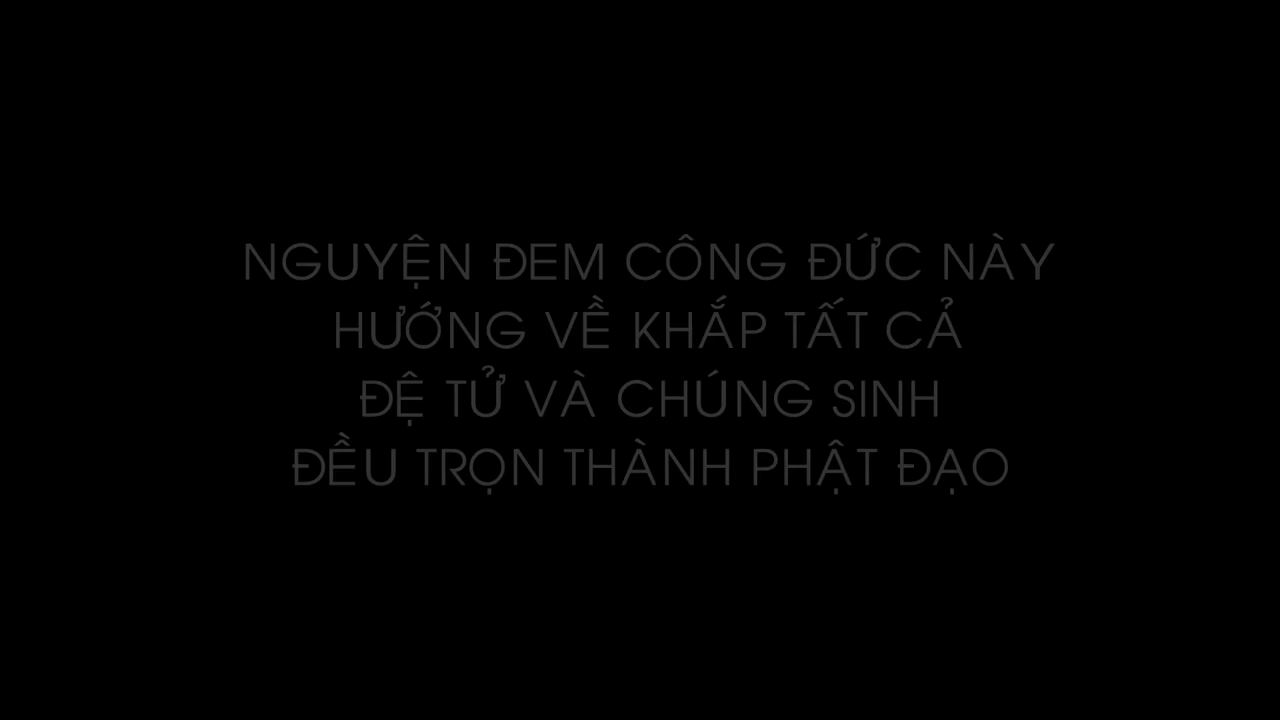 NGUYỆN ĐEM CÔNG ĐỨC NÀY
HƯỚNG VỀ KHẮP TẤT CẢ
ĐỆ TỬ VÀ CHÚNG SINH
ĐỀU TRỌN THÀNH PHẬT ĐẠO